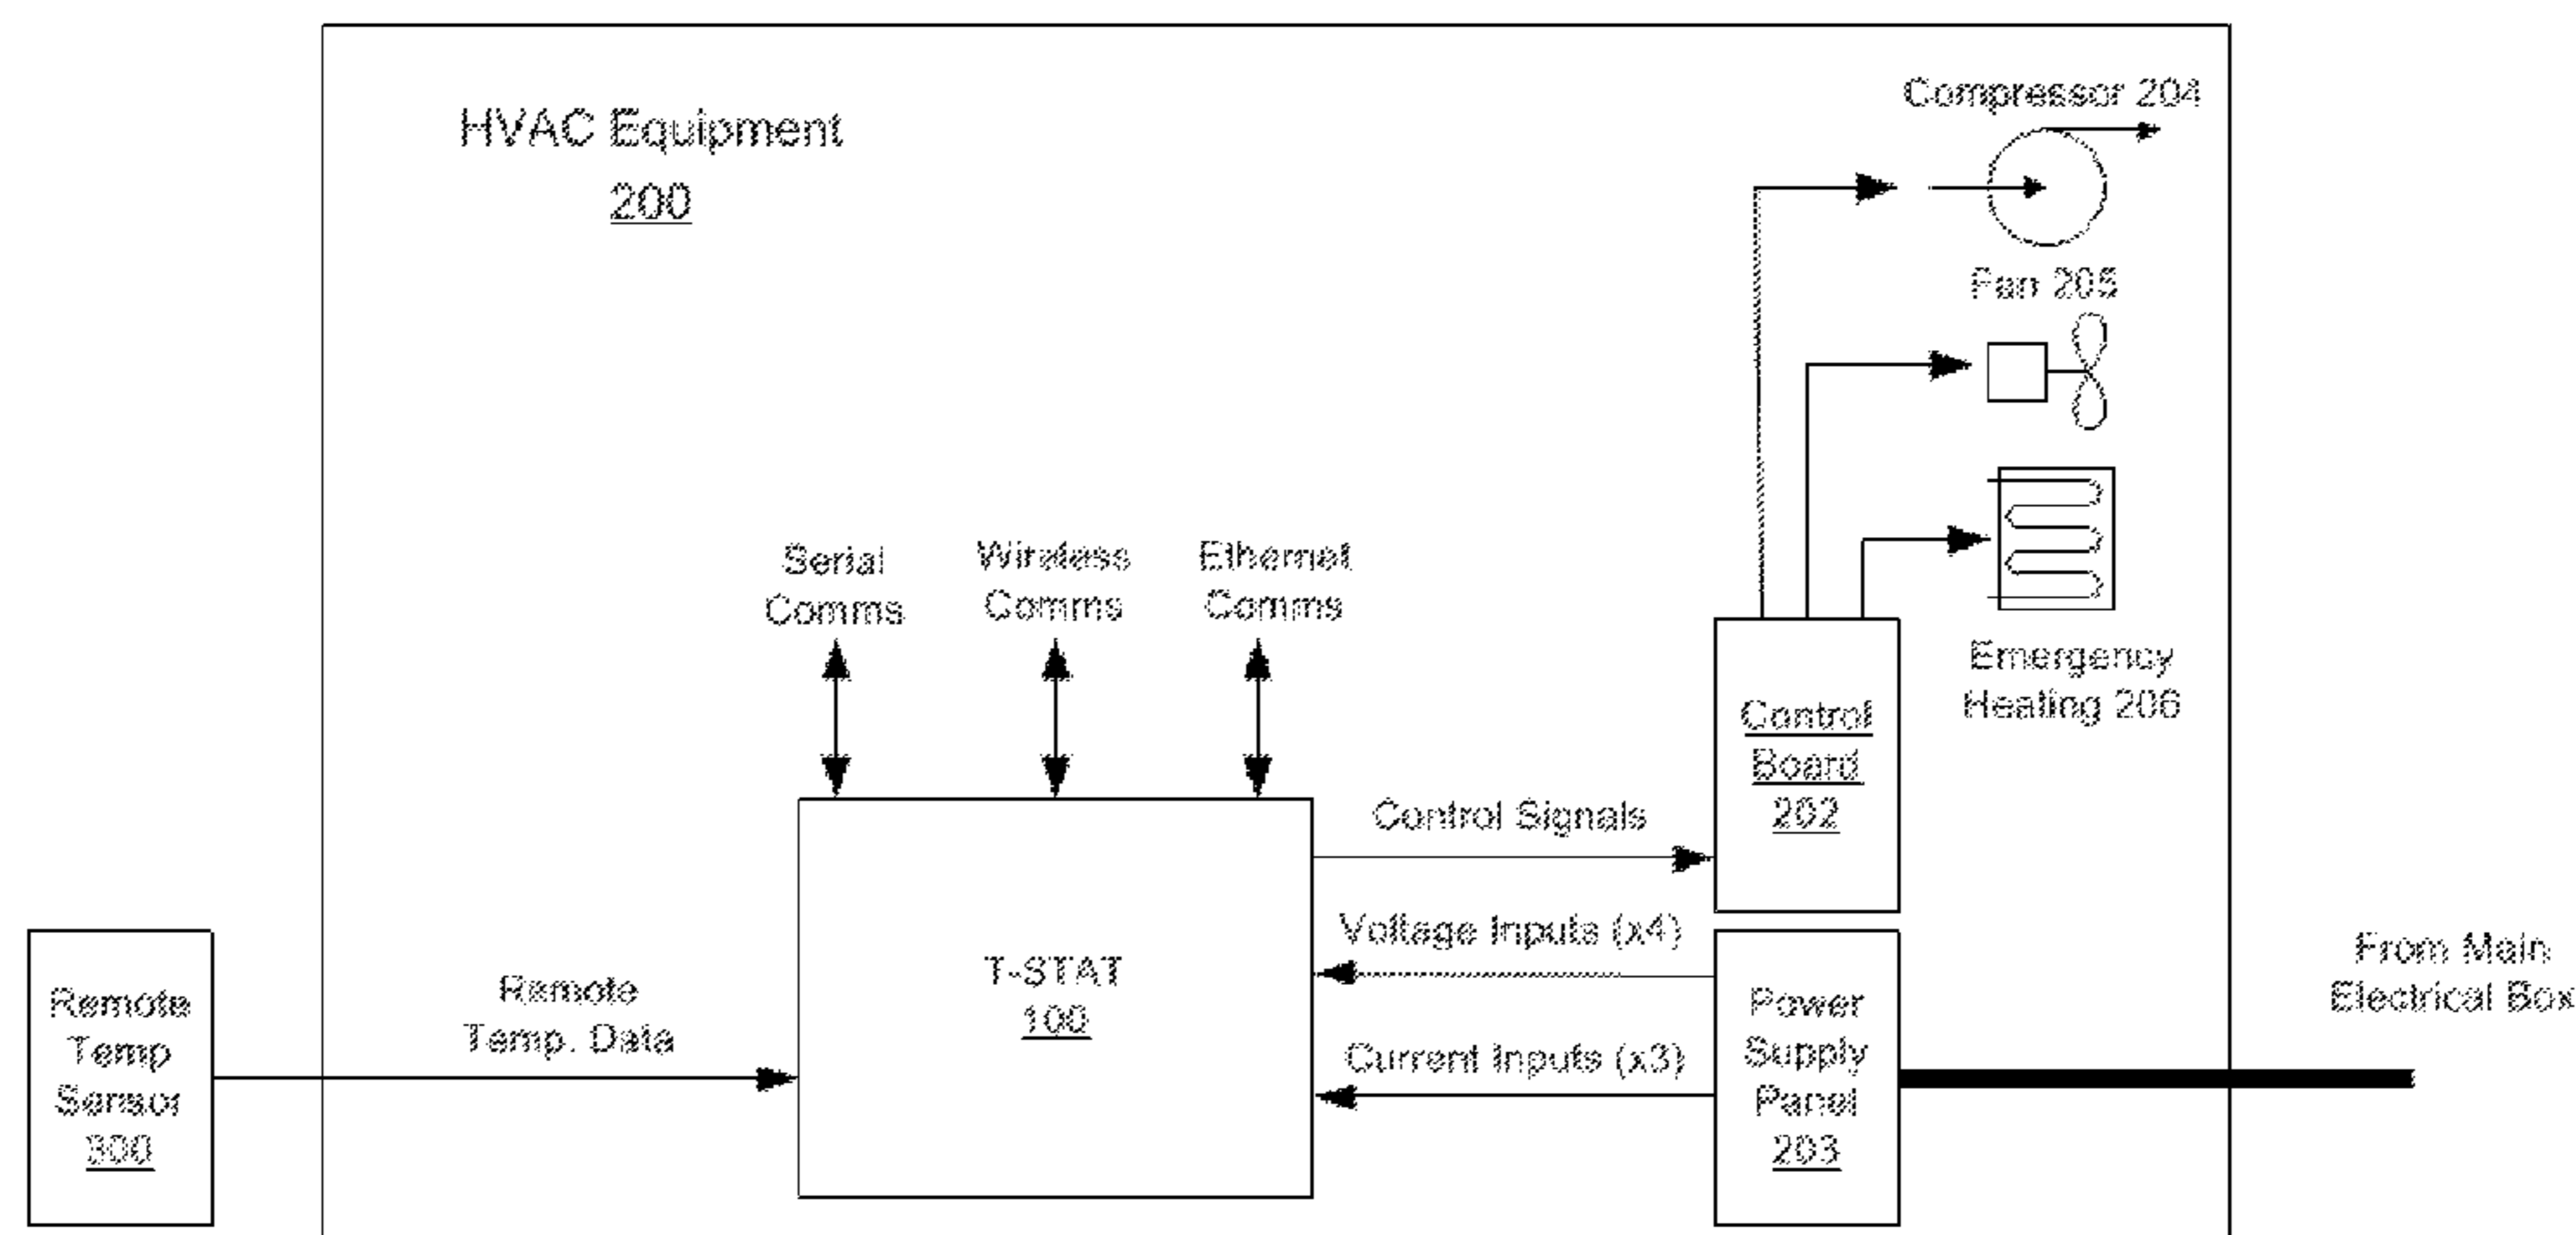 HVAC Equipment
200
Compressor 204
Fan 205
Emergency
Heating 206
Serial
Comms
Wireless
Comms
Ethernet
Comms
Control
Board
202
Control Signals
Voltage Inputs (x4)
Current Inputs (x3)
T-STAT
100
Remote
Temp
Sensor
300
Remote
Temp. Data
Power
Supply
Panel
203
From Main
Electrical Box